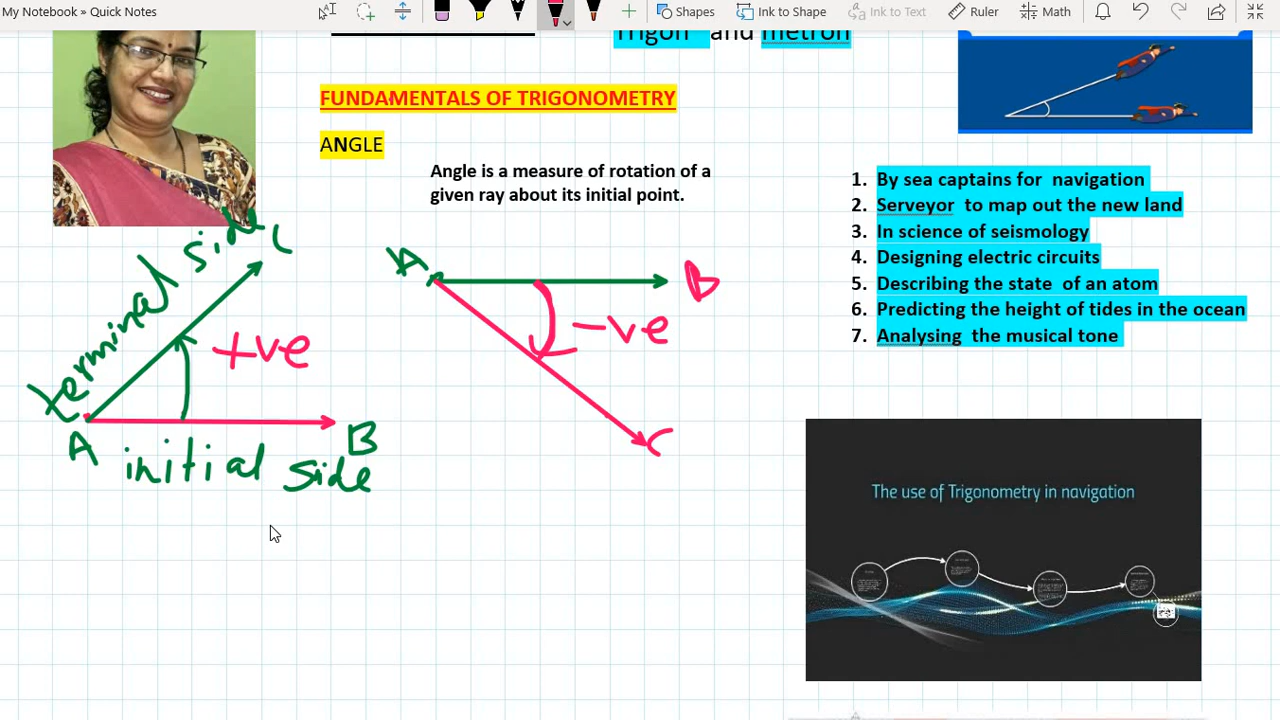 My Notebook » Quick Notes
Shapes
Ink to Shape
Ink to Text
Ruler
Math
Trigon and metron
FUNDAMENTALS OF TRIGONOMETRY
ANGLE
Angle is a measure of rotation of a
given ray about its initial point.
1. By sea captains for navigation
2. Serveyor to map out the new land
3. In science of seismology
4. Designing electric circuits
5. Describing the state of an atom
6. Predicting the height of tides in the ocean
7. Analysing the musical tone
terminal side
C
+ve
A
B
initial side
A
B
-ve
C
The use of Trigonometry in navigation